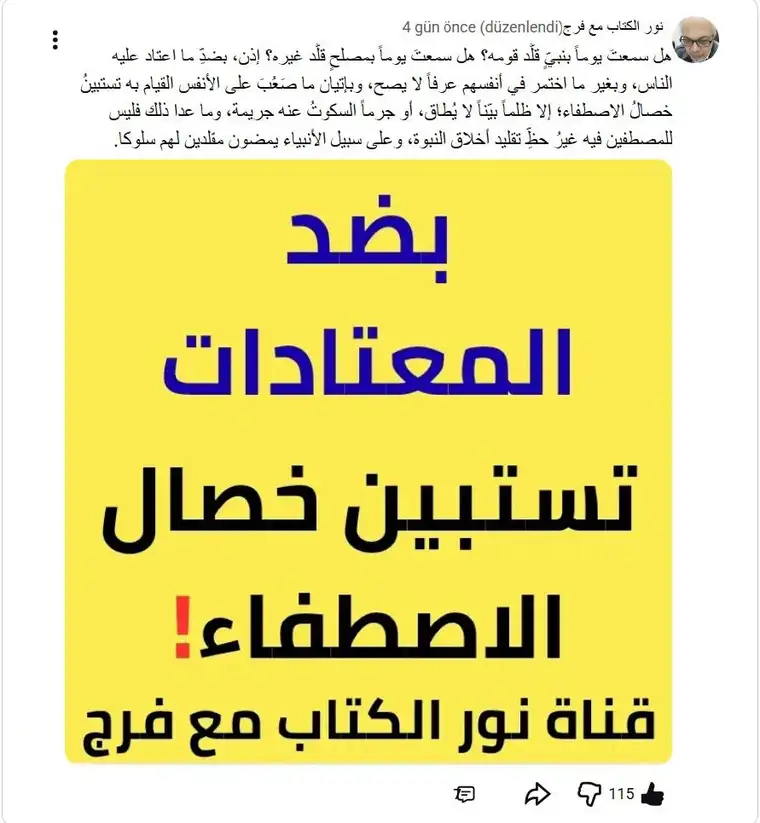 نور الكتاب مع فرج(düzenlendi) 4 gün önce
هل سمعتَ يوماً بنبيٍّ قلَّد قومه؟ هل سمعتَ يوماً بمصلحٍ قلَّد غيره؟ إذن، بضدِّ ما اعتاد عليه
الناس، وبغير ما اختمر في أنفسهم عرفاً لا يصح، وبإتيان ما صَعُبَ على الأنفس القيام به تستبينُ
خصالُ الاصطفاء؛ إلا ظلماً بيّناً لا يُطاق، أو جرماً السكوتُ عنه جريمة، وما عدا ذلك فليس
للمصطفين فيه غيرُ حظِّ تقليد أخلاق النبوة، وعلى سبيل الأنبياء يمضون مقلدين لهم سلوكا.
بضد
المعتادات
تستبين خصال
الاصطفاء!
قناة نور الكتاب مع فرج
115